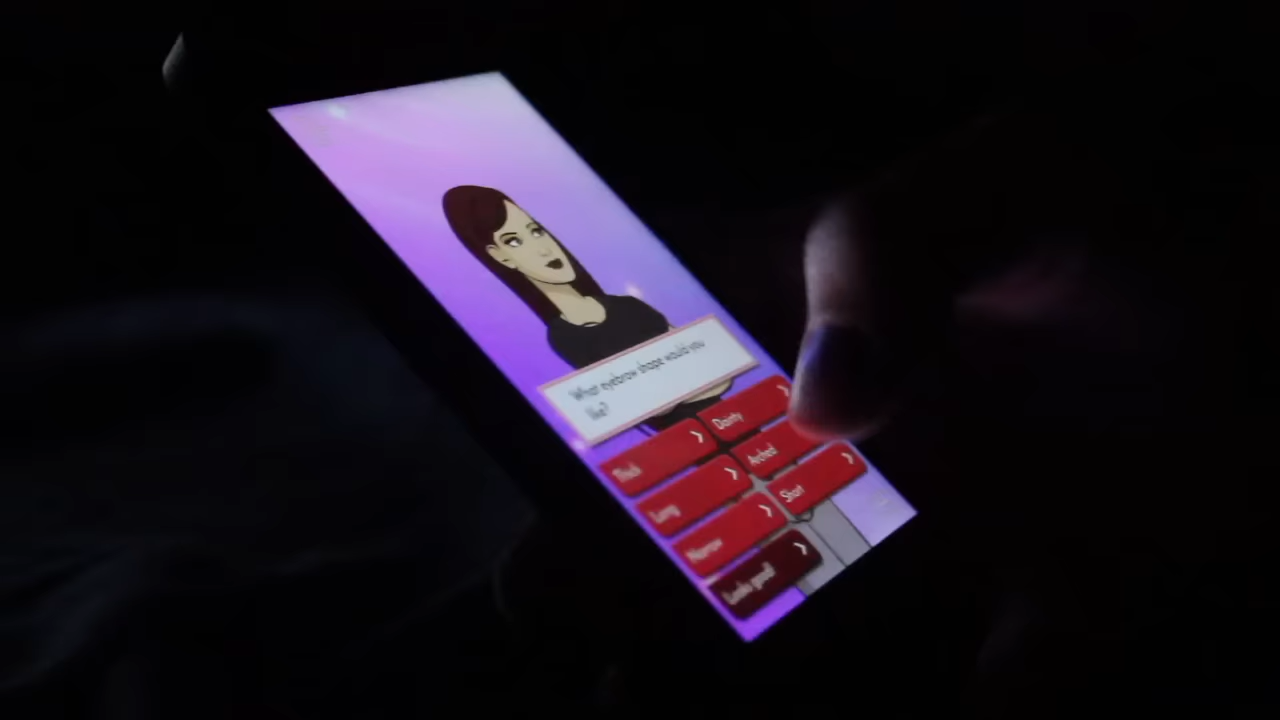 What eyebrow shape would you
like?
Thick
Dainty
Long
Arched
Narrow
Short
Looks good!